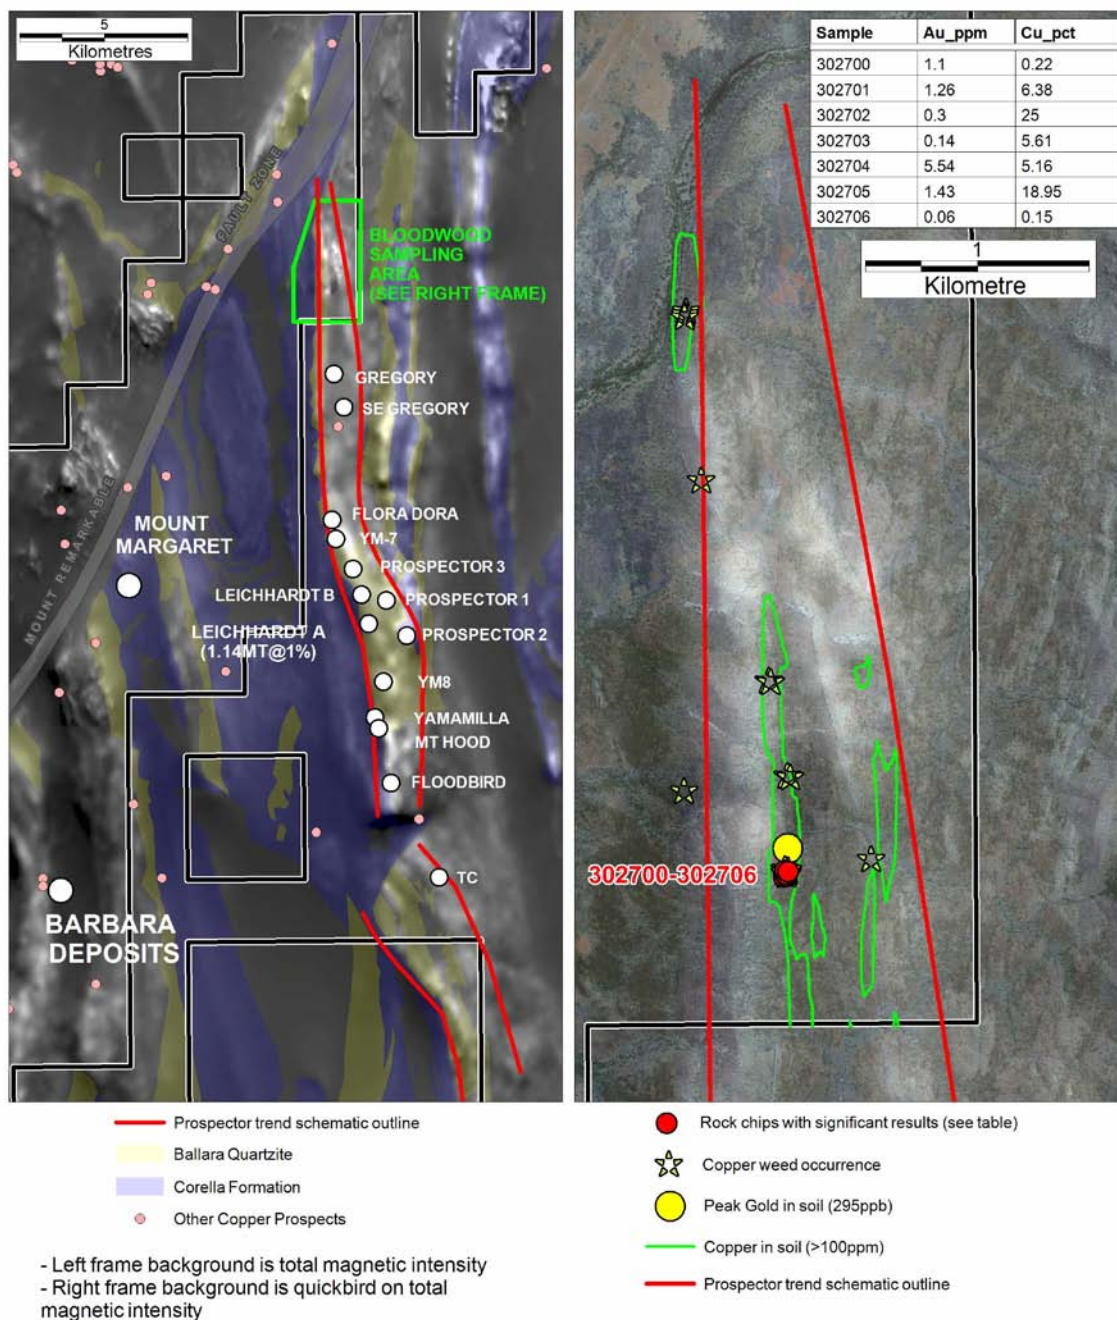 5
Kilometres
FAULT ZONE
MOUNT REMARKABLE
BLOODWOOD
SAMPLING
AREA
(SEE RIGHT FRAME)
GREGORY
SE GREGORY
FLORA DORA
YM-7
MOUNT
MARGARET
PROSPECTOR 3
LEICHHARDT B
PROSPECTOR 1
LEICHHARDT A
(1.14MT@1%)
PROSPECTOR 2
YM8
YAMAMILLA
MT HOOD
FLOODBIRD
TC
BARBARA
DEPOSITS
Sample Au_ppm Cu_pct
302700 1.1 0.22
302701 1.26 6.38
302702 0.3 25
302703 0.14 5.61
302704 5.54 5.16
302705 1.43 18.95
302706 0.06 0.15
1
Kilometre
302700-302706
Prospector trend schematic outline
Ballara Quartzite
Corella Formation
Other Copper Prospects
- Left frame background is total magnetic intensity
- Right frame background is quickbird on total
magnetic intensity
Rock chips with significant results (see table)
Copper weed occurrence
Peak Gold in soil (295ppb)
Copper in soil (>100ppm)
Prospector trend schematic outline